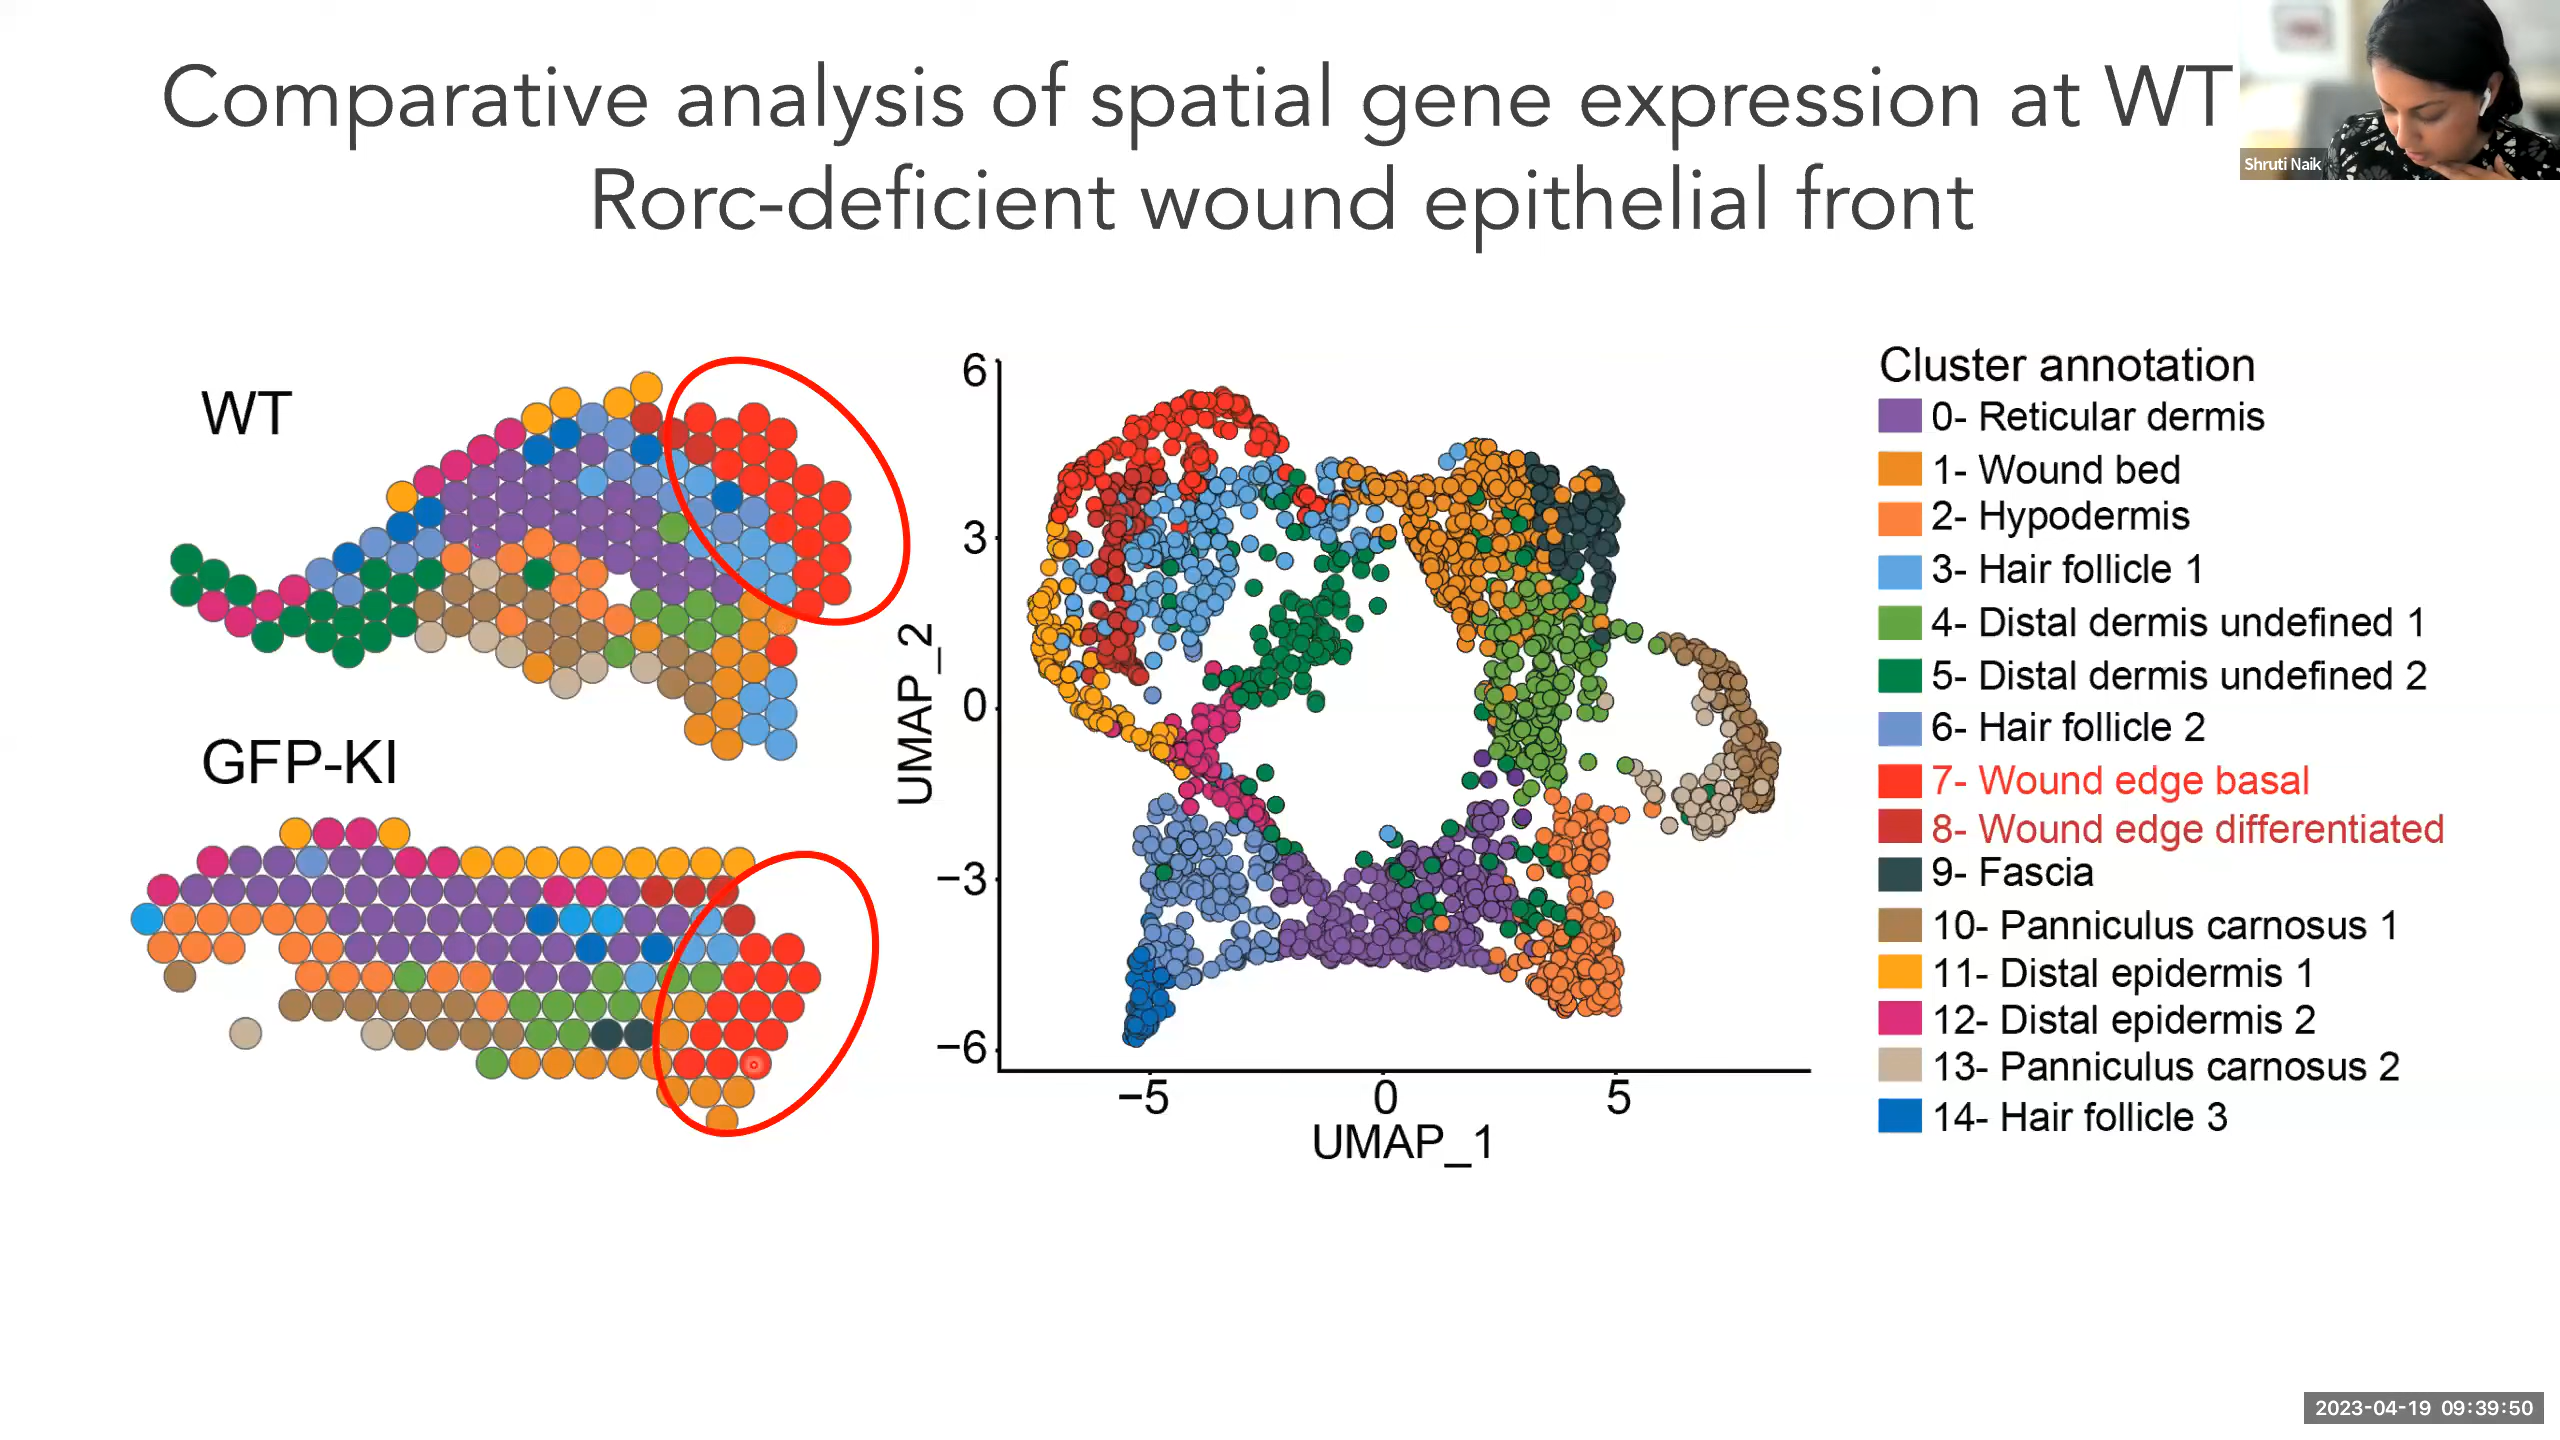 Comparative analysis of spatial gene expression at WT
Rorc-deficient wound epithelial front
Shruti Naik
WT
GFP-KI
6
3
0
−3
−6
UMAP_2
−5
0
5
UMAP_1
Cluster annotation
0- Reticular dermis
1- Wound bed
2- Hypodermis
3- Hair follicle 1
4- Distal dermis undefined 1
5- Distal dermis undefined 2
6- Hair follicle 2
7- Wound edge basal
8- Wound edge differentiated
9- Fascia
10- Panniculus carnosus 1
11- Distal epidermis 1
12- Distal epidermis 2
13- Panniculus carnosus 2
14- Hair follicle 3
2023-04-19 09:39:50